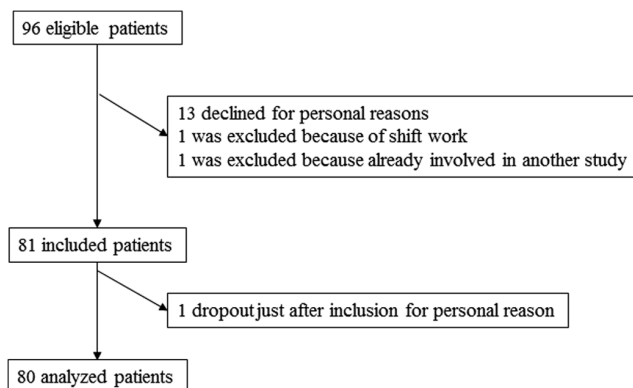 96 eligible patients
13 declined for personal reasons
1 was excluded because of shift work
1 was excluded because already involved in another study
81 included patients
1 dropout just after inclusion for personal reason
80 analyzed patients